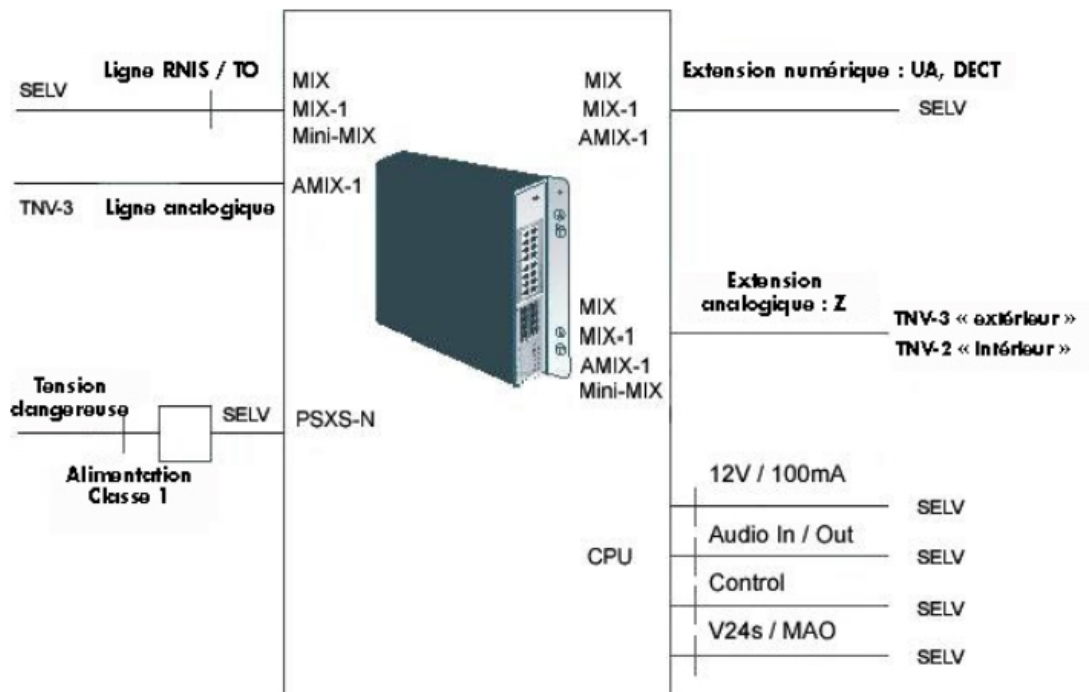 Ligne RNIS / TO
SELV
MIX
MIX-1
Mini-MIX
AMIX-1
TNV-3
Ligne analogique
MIX
MIX-1
AMIX-1
Extension numérique : UA, DECT
SELV
Extension
analogique : Z
MIX
MIX-1
AMIX-1
Mini-MIX
TNV-3 « extérieur »
TNV-2 « intérieur »
Tension
dangereuse
SELV
PSXS-N
Alimentation
Classe 1
CPU
12V / 100mA
SELV
Audio In / Out
SELV
Control
SELV
V24s / MAO
SELV